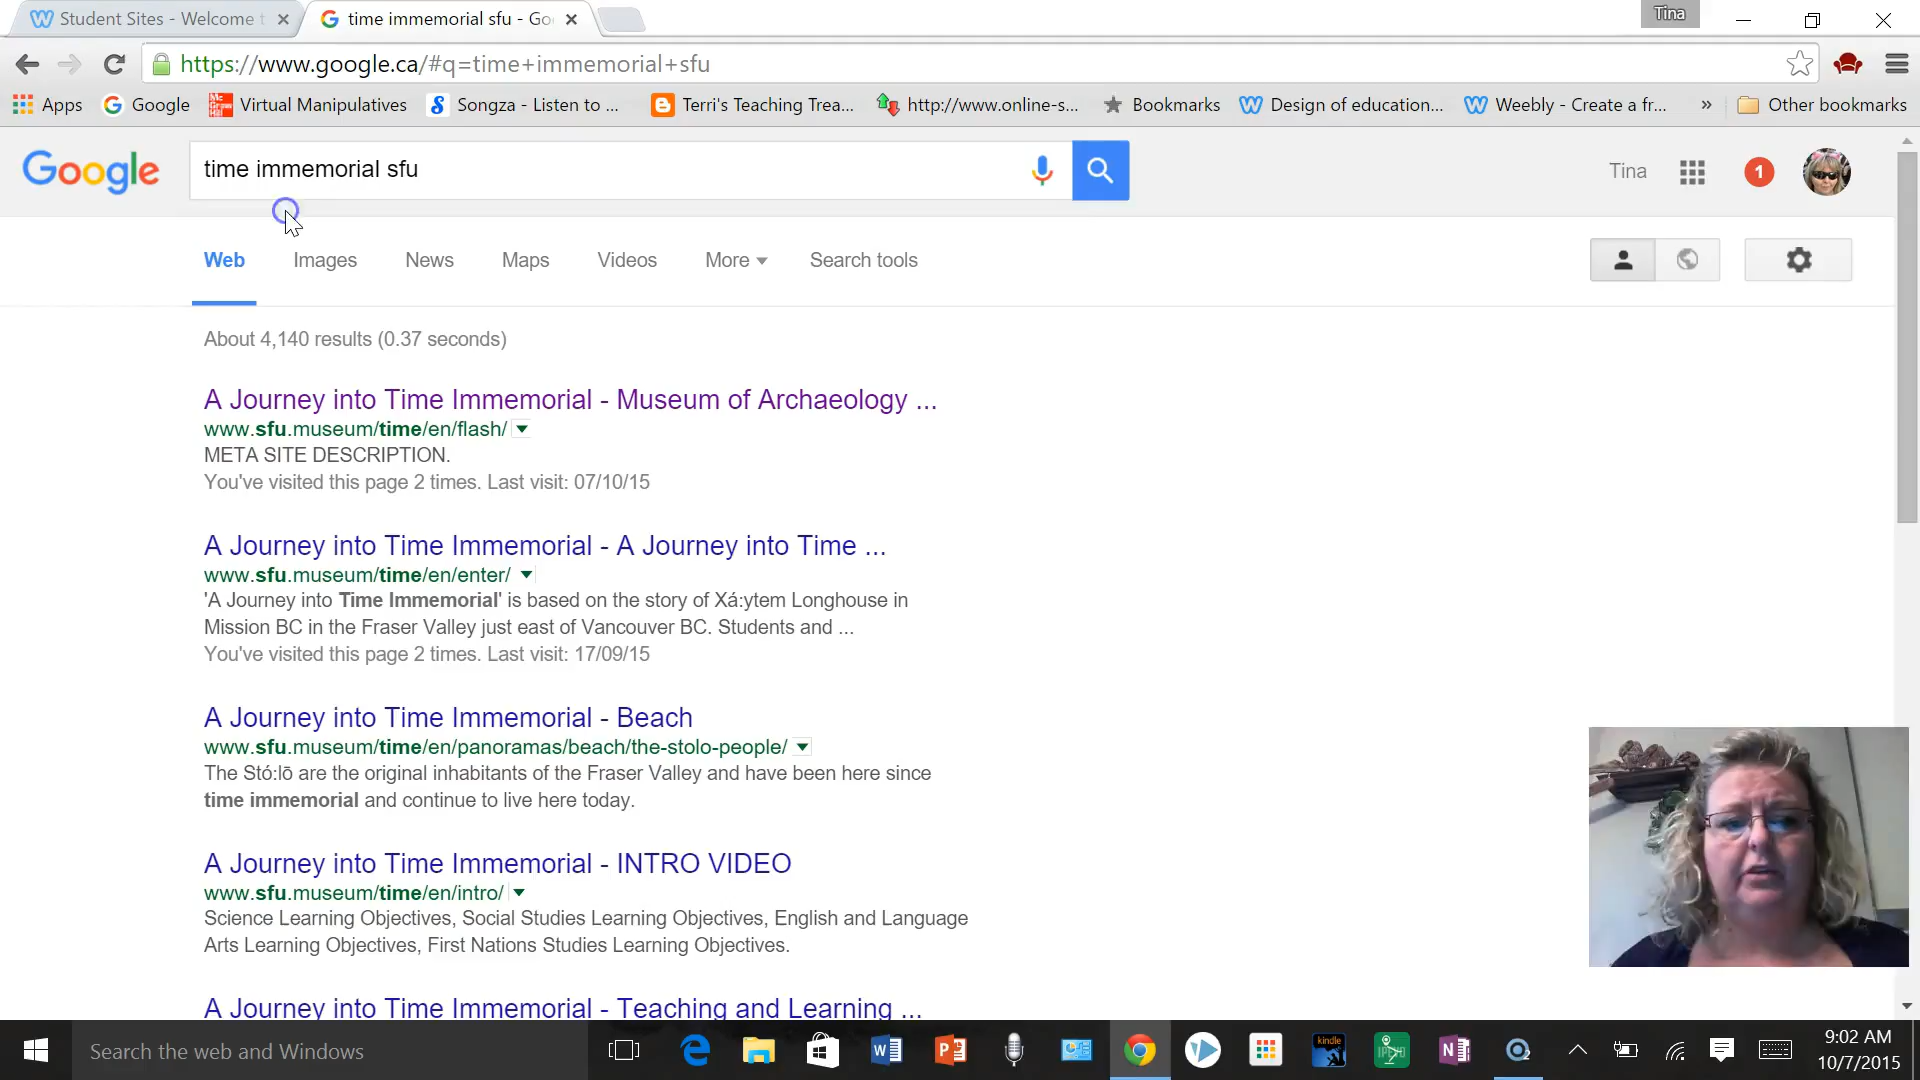 Student Sites - Welcome t
time immemorial sfu - Go
Tina
https://www.google.ca/#q=time+immemorial+sfu
Apps
Google
Virtual Manipulatives
Songza - Listen to ...
Terri's Teaching Trea...
http://www.online-s...
Bookmarks
Design of education...
Weebly - Create a fr...
»
Other bookmarks
Google
time immemorial sfu
Tina
1
Web
Images
News
Maps
Videos
More
Search tools
About 4,140 results (0.37 seconds)
A Journey into Time Immemorial - Museum of Archaeology ...
www.sfu.museum/time/en/flash/
META SITE DESCRIPTION.
You've visited this page 2 times. Last visit: 07/10/15
A Journey into Time Immemorial - A Journey into Time ...
www.sfu.museum/time/en/enter/
'A Journey into Time Immemorial' is based on the story of Xá:ytem Longhouse in
Mission BC in the Fraser Valley just east of Vancouver BC. Students and ...
You've visited this page 2 times. Last visit: 17/09/15
A Journey into Time Immemorial - Beach
www.sfu.museum/time/en/panoramas/beach/the-stolo-people/
The Stó:lō are the original inhabitants of the Fraser Valley and have been here since
time immemorial and continue to live here today.
A Journey into Time Immemorial - INTRO VIDEO
www.sfu.museum/time/en/intro/
Science Learning Objectives, Social Studies Learning Objectives, English and Language
Arts Learning Objectives, First Nations Studies Learning Objectives.
A Journey into Time Immemorial - Teaching and Learning ...
Search the web and Windows
kindle
9:02 AM
10/7/2015